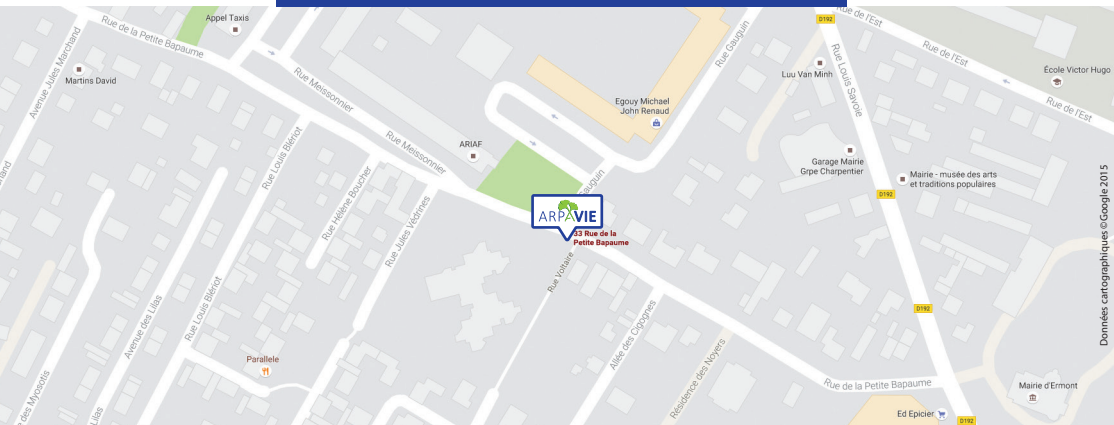 Appel Taxis
Rue de la Petite Bapaume
Avenue Jules Marchand
Martins David
Rue Meissonnier
Rue Gauguin
D192
Rue de l'Est
Rue de l'Est
École Victor Hugo
Rue de l'Est
Luu Van Minh
Rue Louis Savoie
Egouy Michael
John Renaud
ARIAF
Rue Meissonnier
Rue Louis Blériot
Rue Hélène Boucher
Rue Jules Védrines
Garage Mairie
Grpe Charpentier
Mairie - musée des arts
et traditions populaires
D192
Gauguin
ARPAVIE
33 Rue de la
Petite Bapaume
Rue Voltaire
Avenue des Lilas
Rue Louis Blériot
Allée des Cigognes
D192
Résidence des Noyers
Parallele
Rue de la Petite Bapaume
Mairie d'Ermont
Ed Epicier
D192
des Myosotis
Lilas
Données cartographiques ©Google 2015